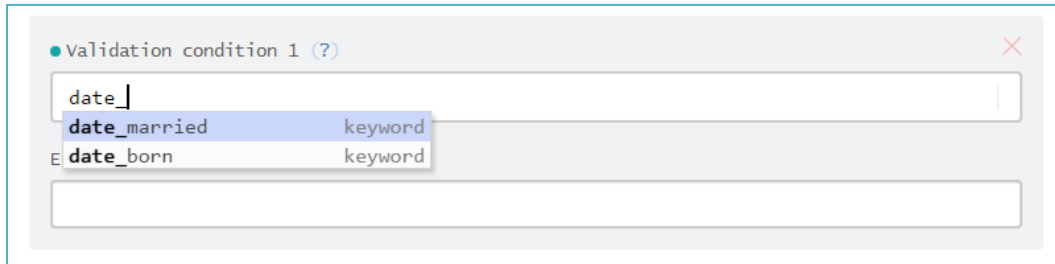 Validation condition 1 (?)
date_
date_married keyword
E date_born keyword